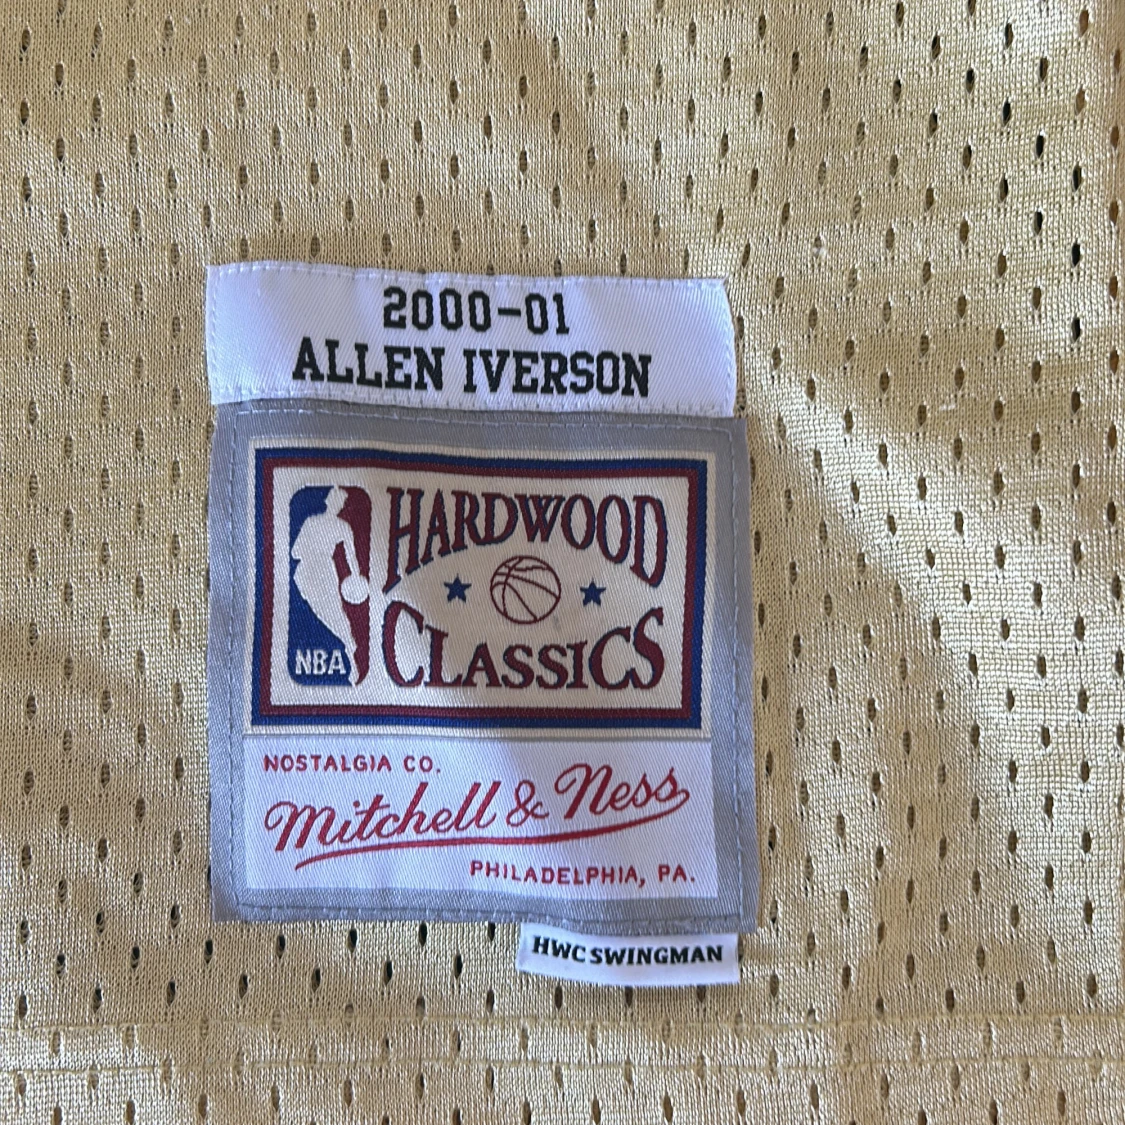 2000-01
ALLEN IVERSON
HARDWOOD
CLASSICS
NBA
NOSTALGIA CO.
Mitchell & Ness
PHILADELPHIA, PA.
HWC SWINGMAN